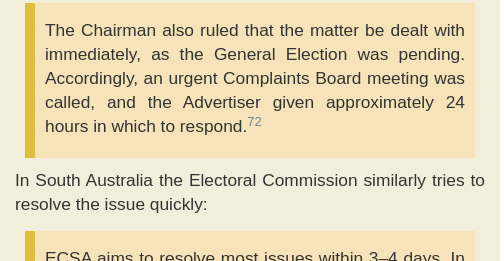 The Chairman also ruled that the matter be dealt with
immediately, as the General Election was pending.
Accordingly, an urgent Complaints Board meeting was
called, and the Advertiser given approximately 24
hours in which to respond.72
In South Australia the Electoral Commission similarly tries to
resolve the issue quickly:
ECSA aims to resolve most issues within 3–4 days. In